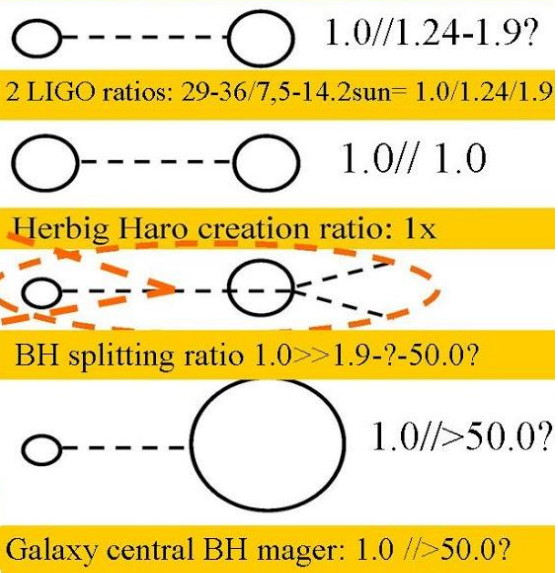 1.0//1.24-1.9?
2 LIGO ratios: 29-36/7,5-14.2sun= 1.0/1.24/1.9
1.0// 1.0
Herbig Haro creation ratio: 1x
BH splitting ratio 1.0>>1.9-?-50.0?
1.0//>50.0?
Galaxy central BH mager: 1.0 //>50.0?